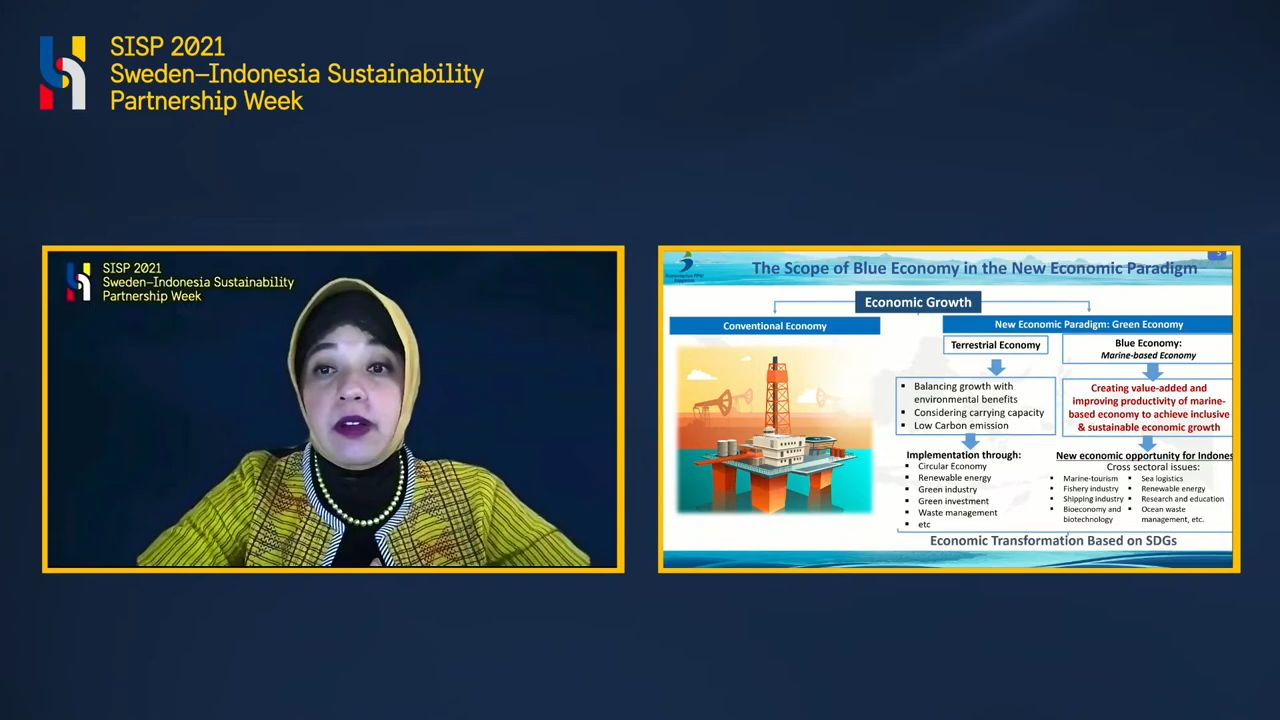 SISP 2021
Sweden–Indonesia Sustainability
Partnership Week
SISP 2021
Sweden–Indonesia Sustainability
Partnership Week
The Scope of Blue Economy in the New Economic Paradigm
Economic Growth
Conventional Economy
New Economic Paradigm: Green Economy
Terrestrial Economy
Blue Economy:
Marine-based Economy
▪ Balancing growth with
environmental benefits
▪ Considering carrying capacity
▪ Low Carbon emission
Creating value-added and
improving productivity of marine-
based economy to achieve inclusive
& sustainable economic growth
Implementation through:
▪ Circular Economy
▪ Renewable energy
▪ Green industry
▪ Green investment
▪ Waste management
▪ etc
New economic opportunity for Indones
Cross sectoral issues:
▪ Marine-tourism
▪ Fishery industry
▪ Shipping industry
▪ Bioeconomy and
biotechnology
▪ Sea logistics
▪ Renewable energy
▪ Research and education
▪ Ocean waste
management, etc.
Economic Transformation Based on SDGs